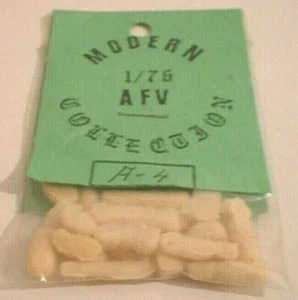 MODERN
1/76
AFV
COLLECTION
A-4